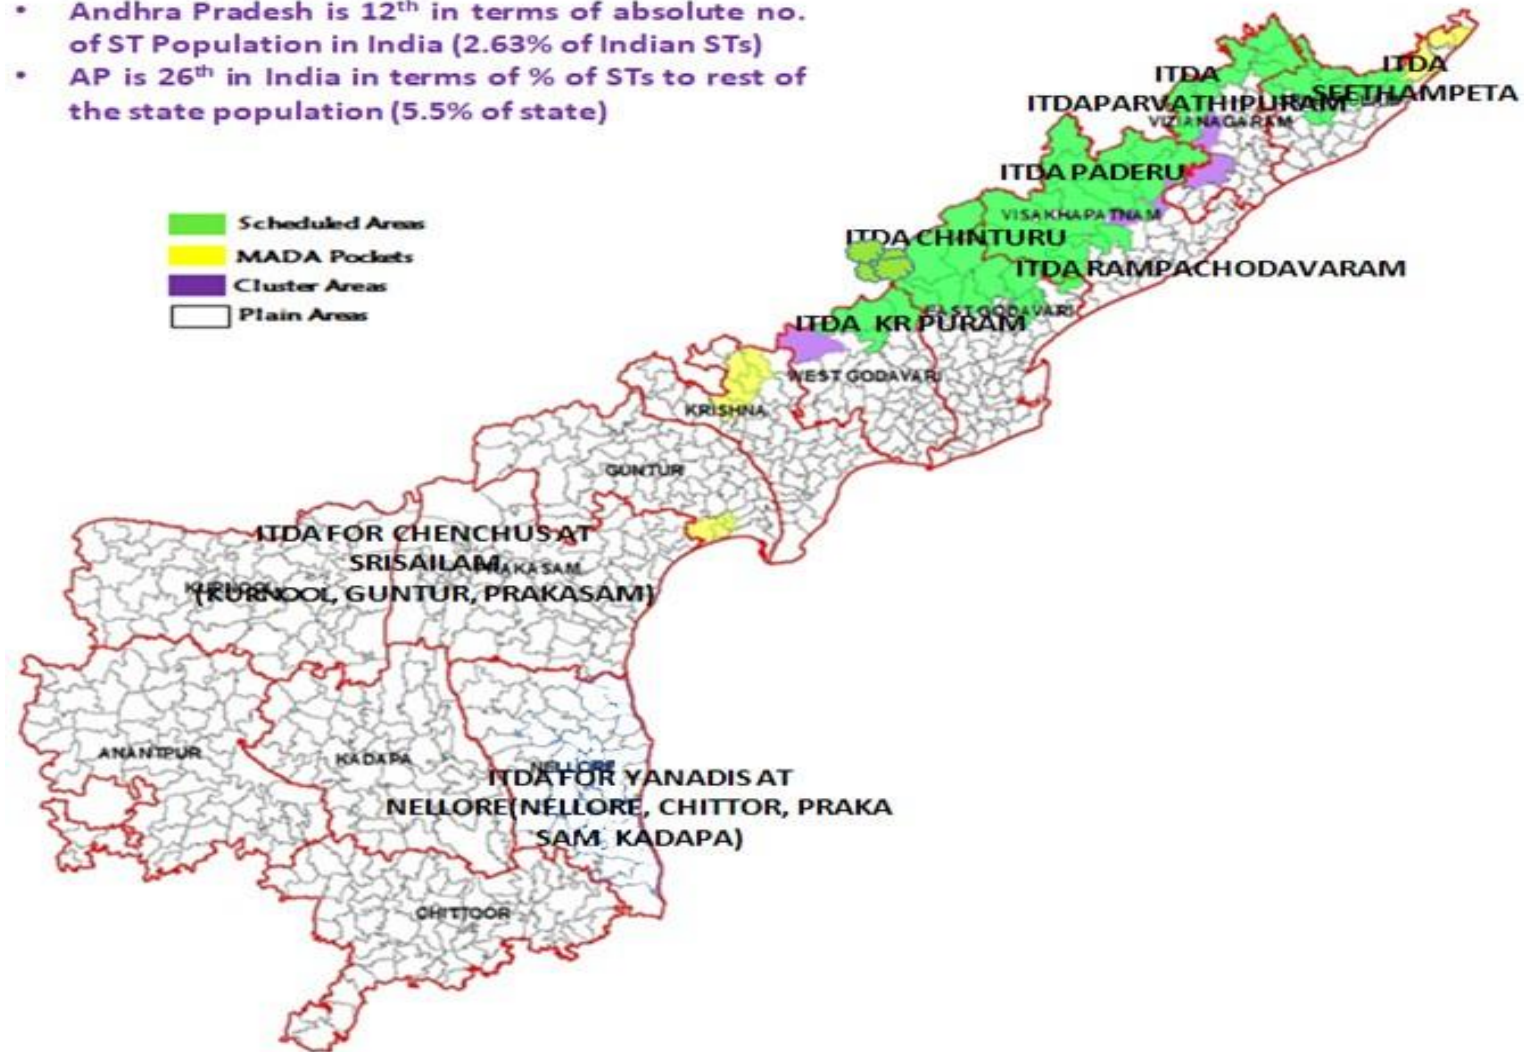 • Andhra Pradesh is 12th in terms of absolute no.
of ST Population in India (2.63% of Indian STs)
• AP is 26th in India in terms of % of STs to rest of
the state population (5.5% of state)
Scheduled Areas
MADA Pockets
Cluster Areas
Plain Areas
ITDA
SEETHAMPETA
ITDA
ITDAPARVATHIPURAM
VIZIANAGARAM
ITDA PADERU
VISAKHAPATNAM
ITDA CHINTURU
ITDA RAMPACHODAVARAM
EAST GODAVARI
ITDA KR PURAM
WEST GODAVARI
KRISHNA
GUNTUR
ITDA FOR CHENCHUS AT
SRISAILAM
PRAKASAM
KURNOOL
(KURNOOL, GUNTUR, PRAKASAM)
ANANTPUR
KADAPA
NELLORE
ITDA FOR YANADIS AT
NELLORE(NELLORE, CHITTOR, PRAKA
SAM KADAPA)
CHITTOOR